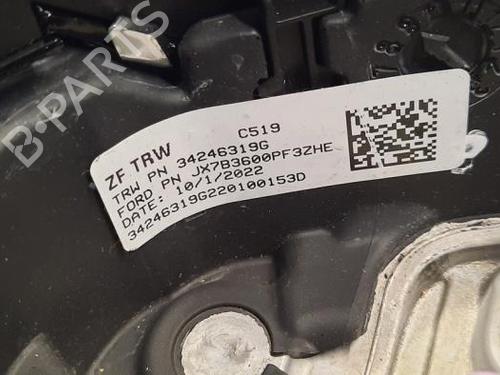 B-PARTS
C519
ZF TRW
TRW PN 34246319G
FORD PN JX7B3600PF3ZHE
DATE: 10/1/2022
34246319G220100153D